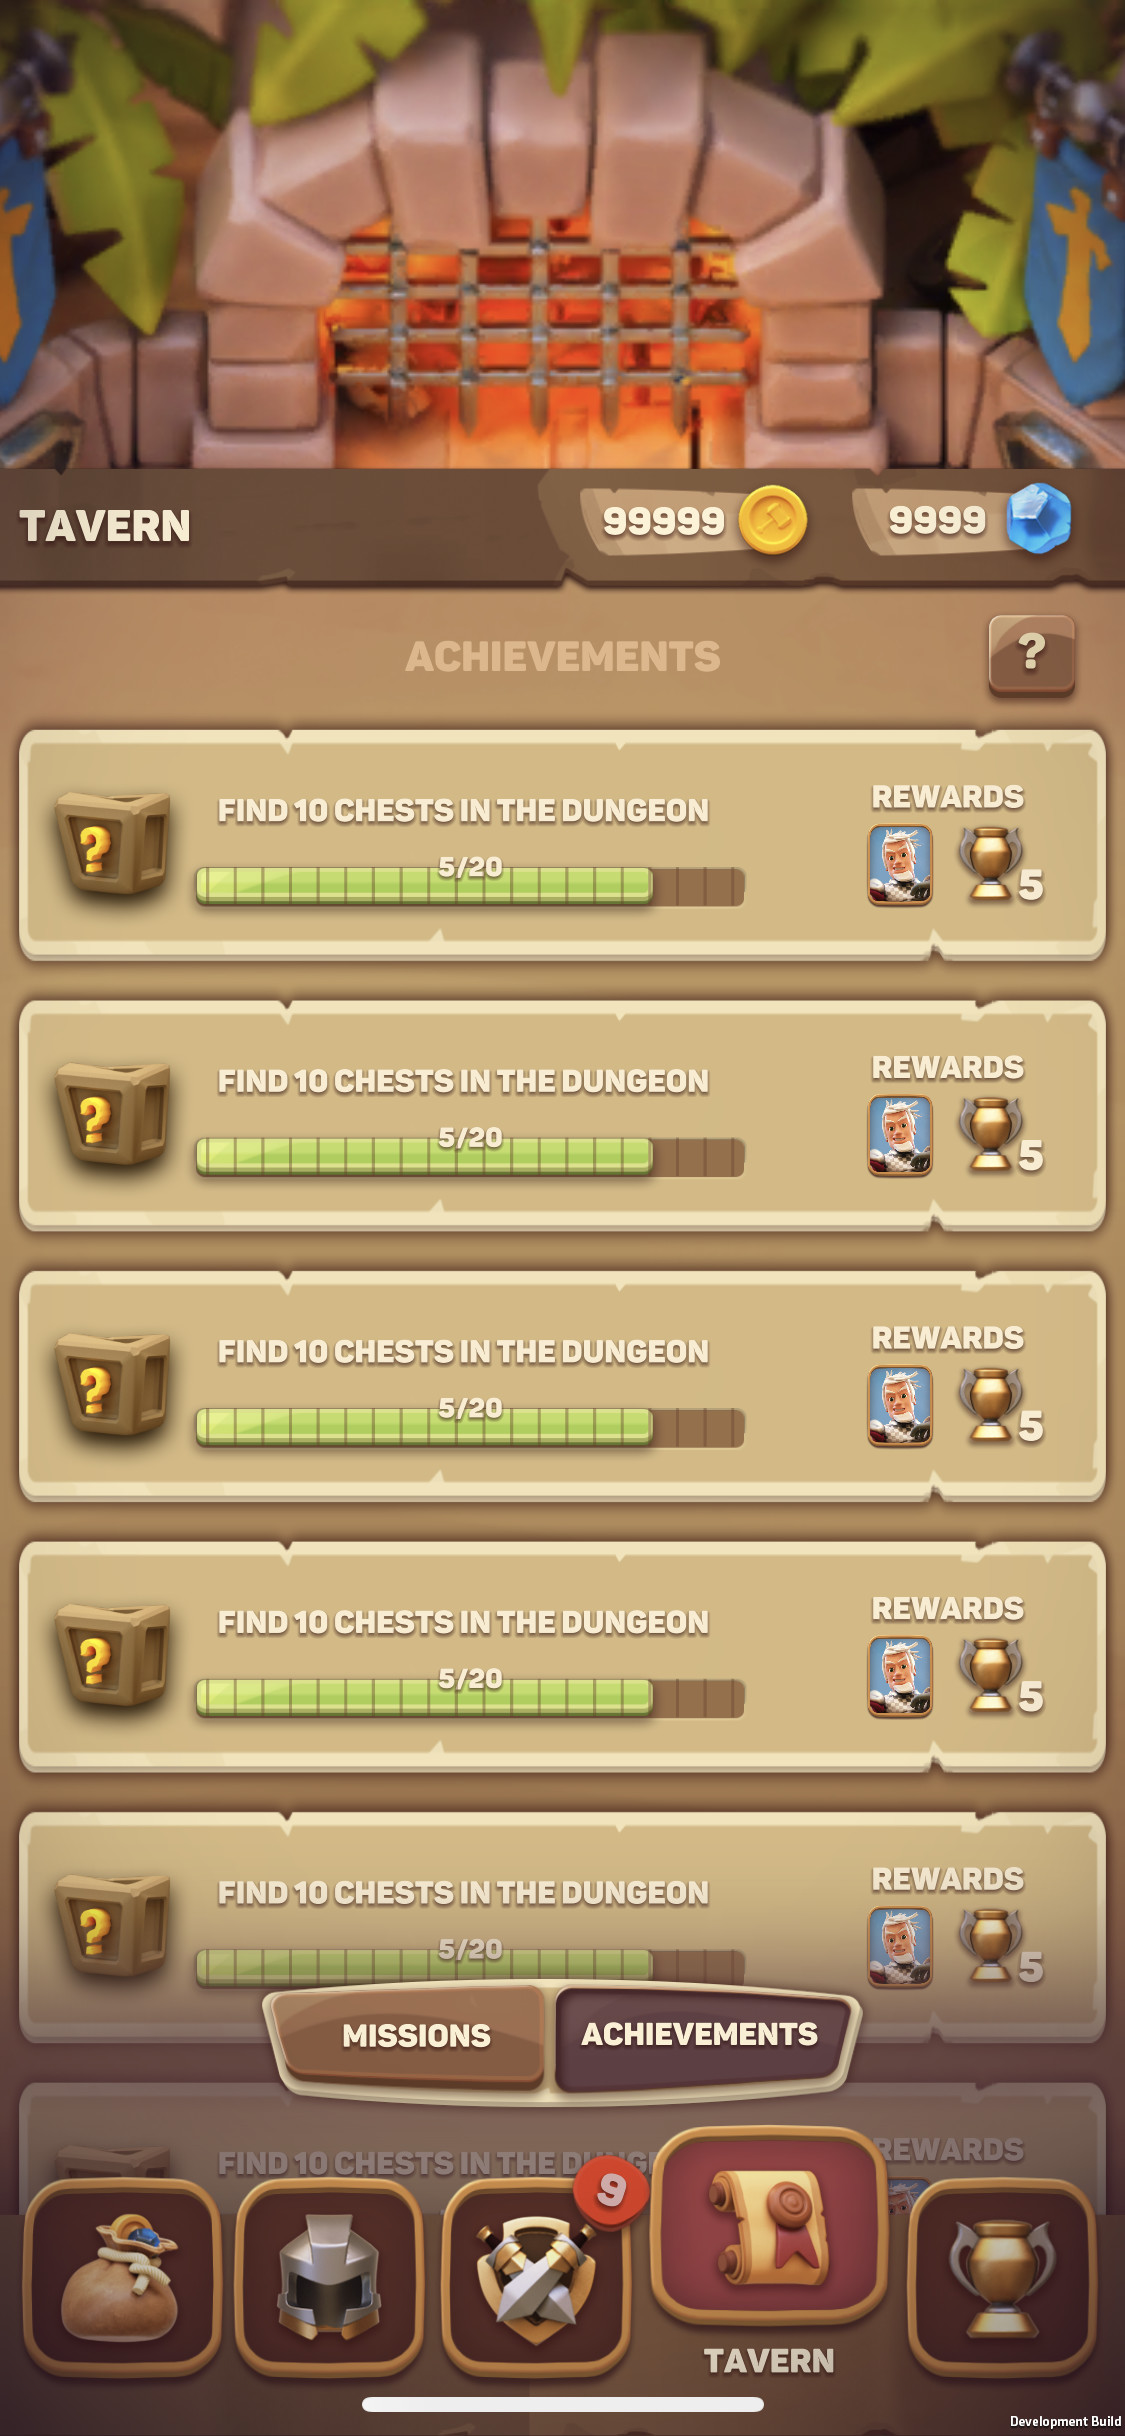 TAVERN
99999
9999
ACHIEVEMENTS
?
?
FIND 10 CHESTS IN THE DUNGEON
5/20
REWARDS
5
?
FIND 10 CHESTS IN THE DUNGEON
5/20
REWARDS
5
?
FIND 10 CHESTS IN THE DUNGEON
5/20
REWARDS
5
?
FIND 10 CHESTS IN THE DUNGEON
5/20
REWARDS
5
?
FIND 10 CHESTS IN THE DUNGEON
5/20
REWARDS
5
MISSIONS
ACHIEVEMENTS
FIND 10 CHESTS IN THE DUNGE
REWARDS
9
TAVERN
Development Build